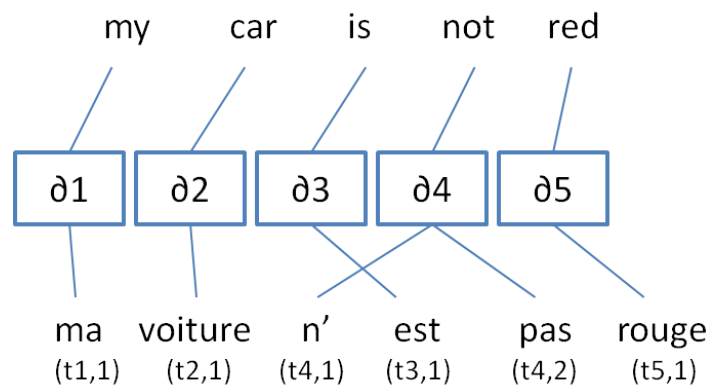 my car is not red
∂1 ∂2 ∂3 ∂4 ∂5
ma voiture n’ est pas rouge
(t1,1) (t2,1) (t4,1) (t3,1) (t4,2) (t5,1)